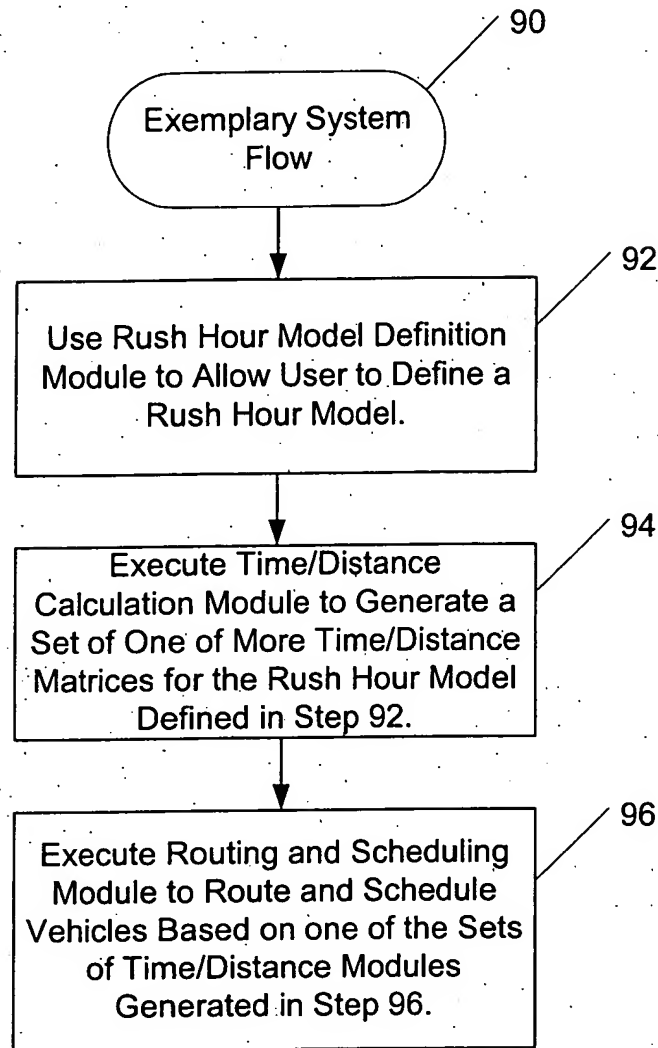 90
Exemplary System
Flow
92
Use Rush Hour Model Definition
Module to Allow User to Define a
Rush Hour Model.
94
Execute Time/Distance
Calculation Module to Generate a
Set of One of More Time/Distance
Matrices for the Rush Hour Model
Defined in Step 92.
96
Execute Routing and Scheduling
Module to Route and Schedule
Vehicles Based on one of the Sets
of Time/Distance Modules
Generated in Step 96.